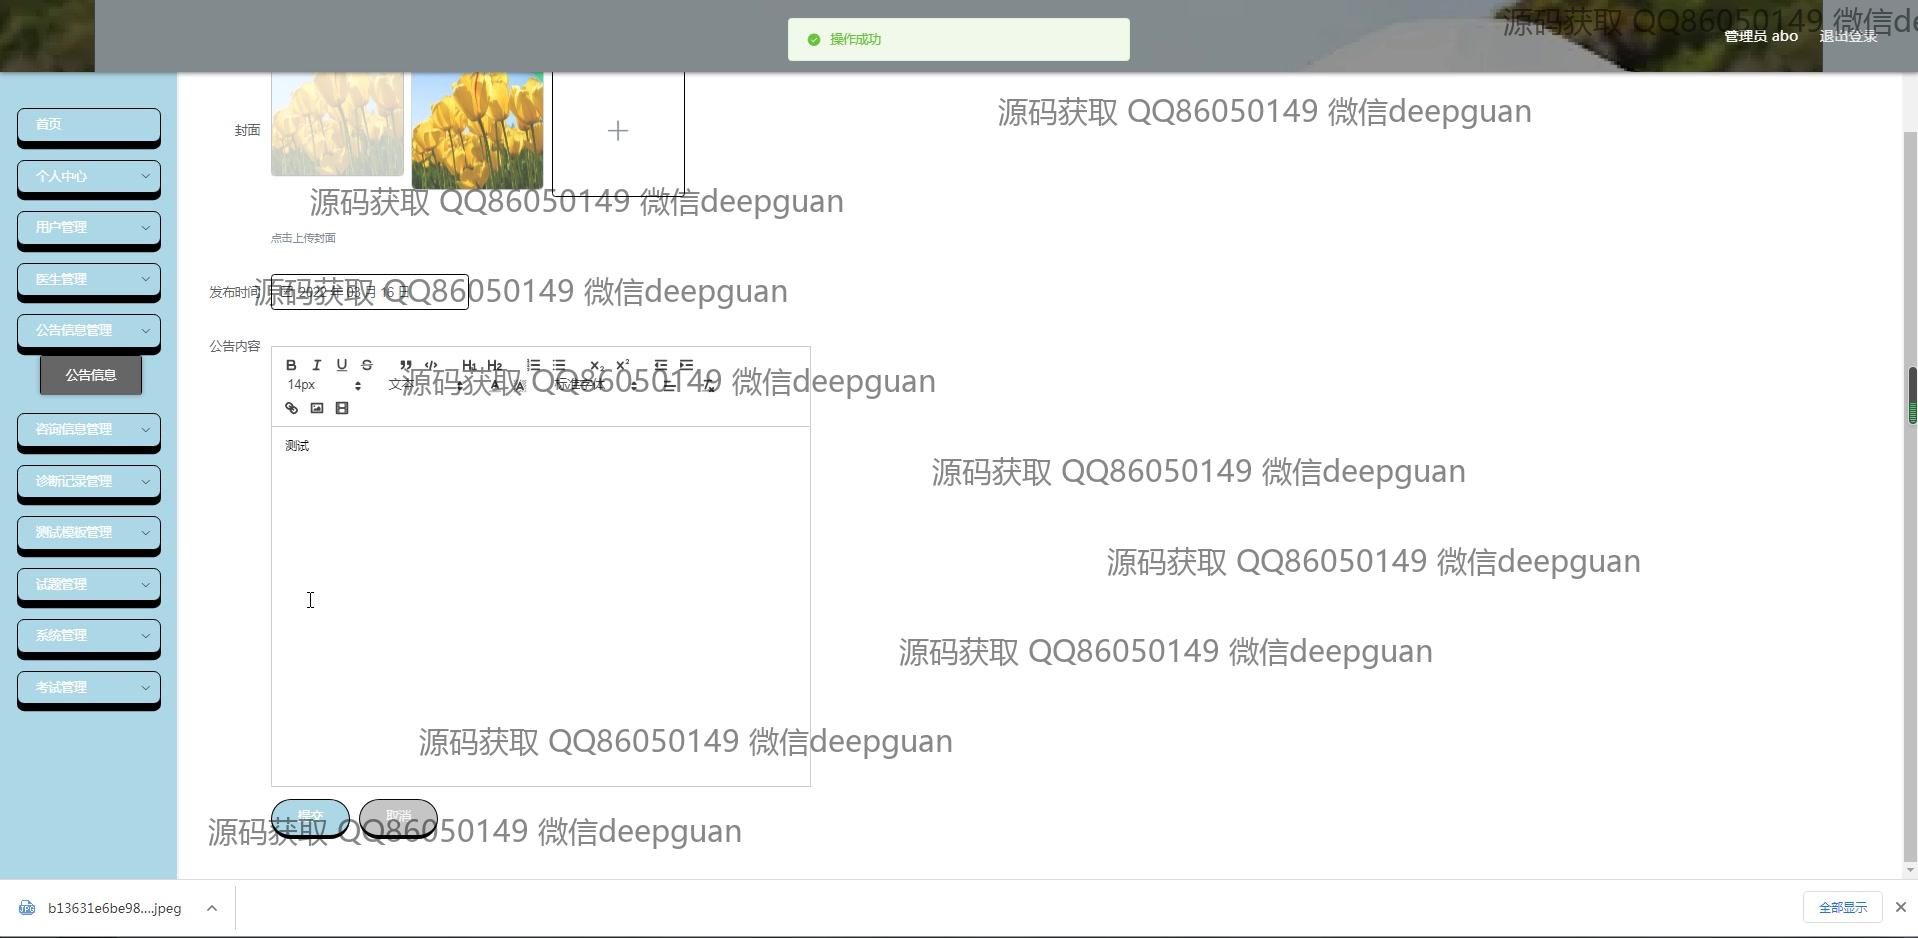 源码获取 QQ86050149 微信de
操作成功
管理员 abo 退出登录
源码获取 QQ86050149 微信deepguan
首页
封面
个人中心
源码获取 QQ86050149 微信deepguan
用户管理
点击上传封面
医生管理
发布时间
2022 年 03 月 16 日
源码获取 QQ86050149 微信deepguan
公告信息管理
公告内容
B I U S H1 H2 X2 X2
公告信息
14px 文本 标准字体
源码获取 QQ86050149 微信deepguan
咨询信息管理
测试
源码获取 QQ86050149 微信deepguan
诊断记录管理
测试模板管理
源码获取 QQ86050149 微信deepguan
试题管理
系统管理
源码获取 QQ86050149 微信deepguan
考试管理
源码获取 QQ86050149 微信deepguan
提交 取消
源码获取 QQ86050149 微信deepguan
b13631e6be98....jpeg
全部显示